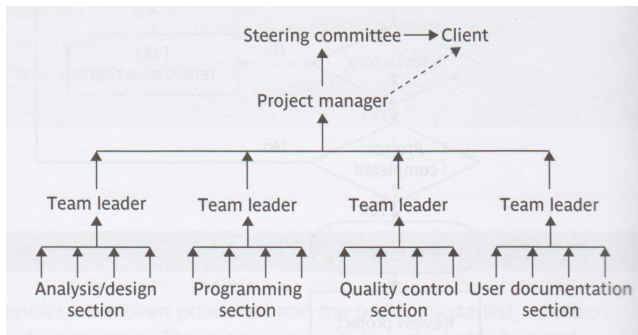 Steering committee Client
Project manager
Team leader Team leader Team leader Team leader
Analysis/design Programming Quality control User documentation
section section section section